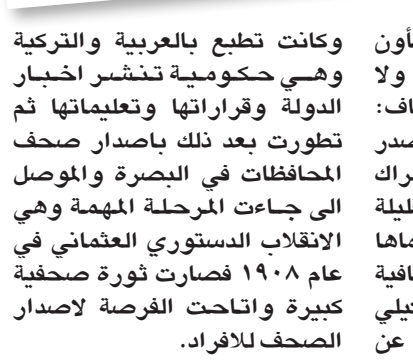 وكانت تطبع بالعربية والتركية
وهي حكومية تنشر اخبار
الدولة وقراراتها وتعليماتها ثم
تطورت بعد ذلك باصدار صحف
المحافظات في البصرة والموصل
الى جاءت المرحلة المهمة وهي
الانقلاب الدستوري العثماني في
عام ١٩٠٨ فصارت ثورة صحفية
كبيرة واتاحت الفرصة لاصدار
الصحف للافراد.
ولا
عن